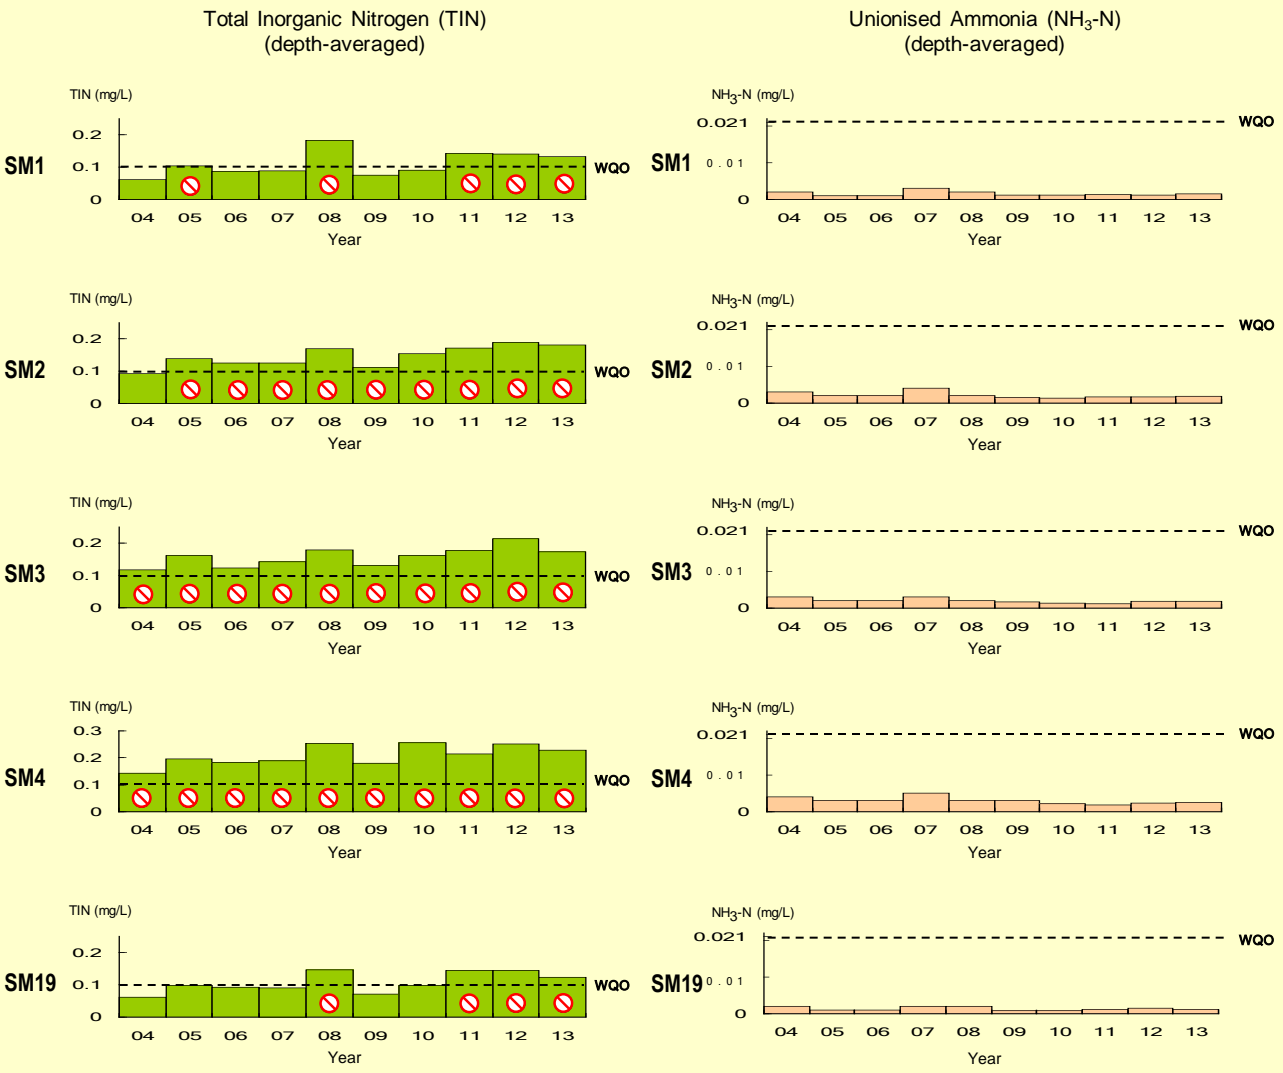 Total Inorganic Nitrogen (TIN)
(depth-averaged)
Unionised Ammonia (NH3-N)
(depth-averaged)
TIN (mg/L)
0.2
SM1
0.1
WQO
0
04 05 06 07 08 09 10 11 12 13
Year
NH3-N (mg/L)
0.021
WQO
SM1
0.01
0
04 05 06 07 08 09 10 11 12 13
Year
TIN (mg/L)
0.2
SM2
0.1
WQO
0
04 05 06 07 08 09 10 11 12 13
Year
NH3-N (mg/L)
0.021
WQO
SM2
0.01
0
04 05 06 07 08 09 10 11 12 13
Year
TIN (mg/L)
0.2
SM3
0.1
WQO
0
04 05 06 07 08 09 10 11 12 13
Year
NH3-N (mg/L)
0.021
WQO
SM3
0.01
0
04 05 06 07 08 09 10 11 12 13
Year
TIN (mg/L)
0.3
0.2
SM4
0.1
WQO
0
04 05 06 07 08 09 10 11 12 13
Year
NH3-N (mg/L)
0.021
WQO
SM4
0.01
0
04 05 06 07 08 09 10 11 12 13
Year
TIN (mg/L)
0.2
SM19
0.1
WQO
0
04 05 06 07 08 09 10 11 12 13
Year
NH3-N (mg/L)
0.021
WQO
SM19
0.01
0
04 05 06 07 08 09 10 11 12 13
Year